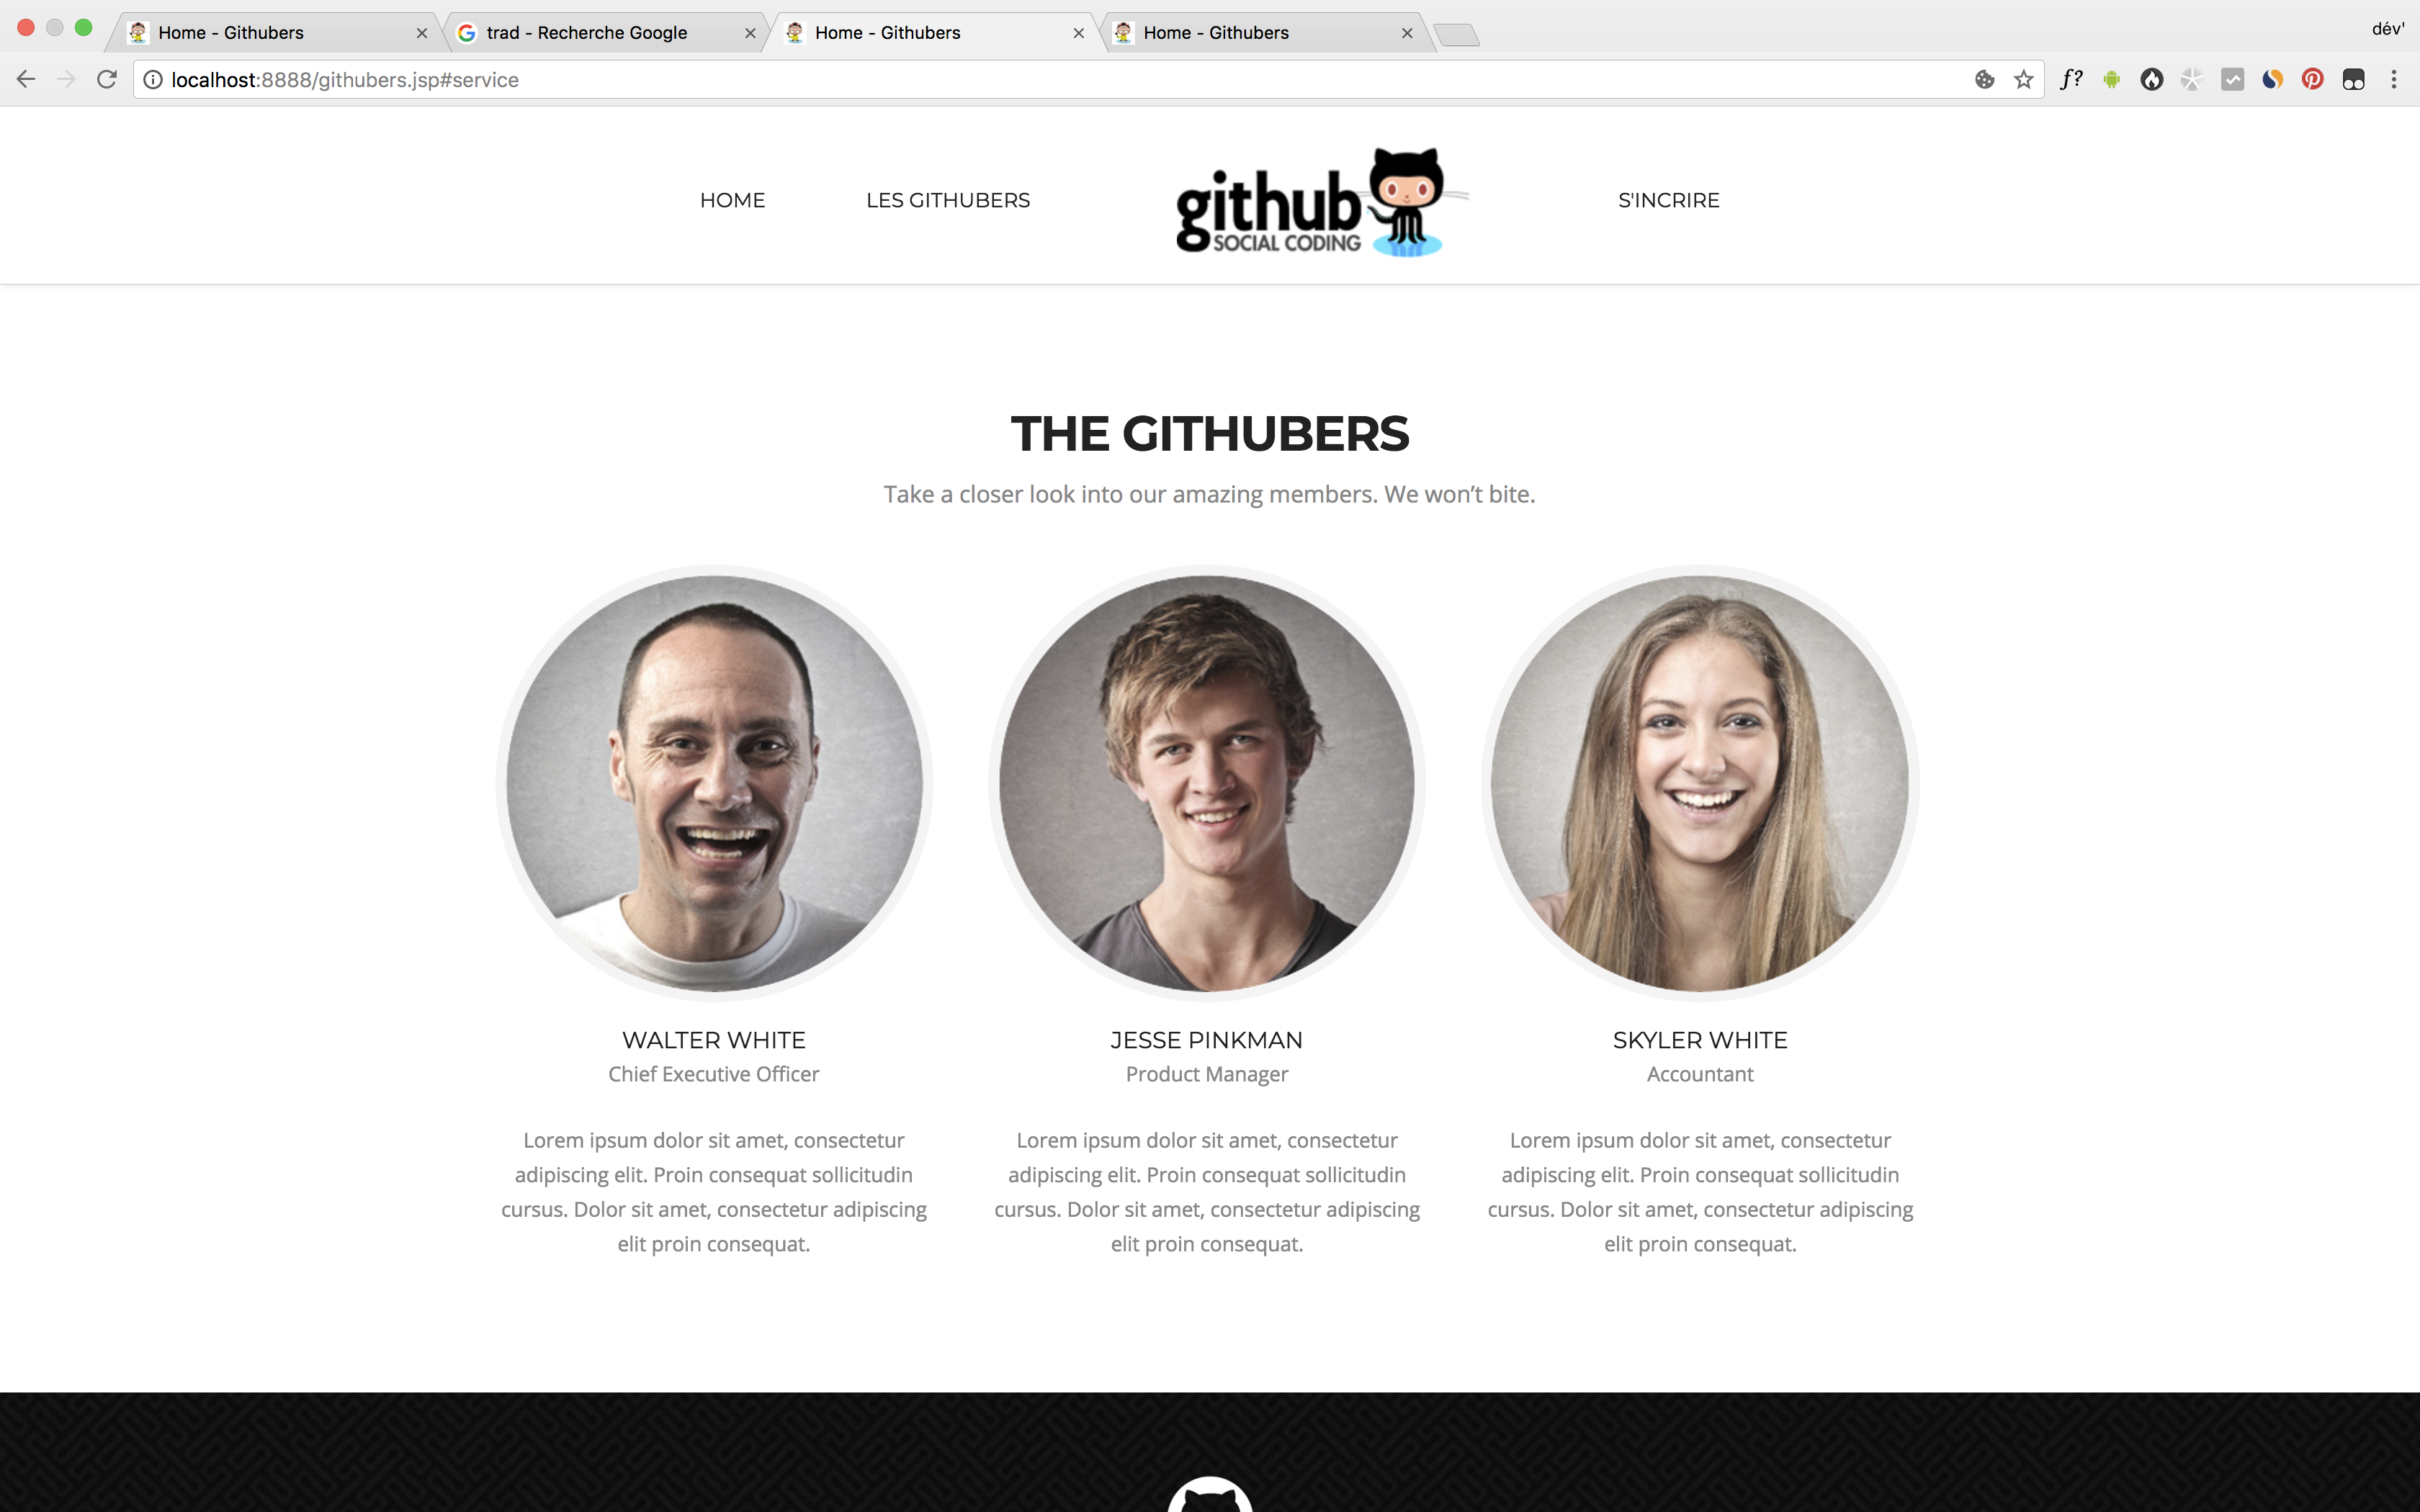 Home - Githubers
trad - Recherche Google
Home - Githubers
Home - Githubers
dév'
localhost:8888/githubers.jsp#service
f?
HOME
LES GITHUBERS
github
SOCIAL CODING
S'INCRIRE
THE GITHUBERS
Take a closer look into our amazing members. We won’t bite.
WALTER WHITE
Chief Executive Officer
Lorem ipsum dolor sit amet, consectetur
adipiscing elit. Proin consequat sollicitudin
cursus. Dolor sit amet, consectetur adipiscing
elit proin consequat.
JESSE PINKMAN
Product Manager
Lorem ipsum dolor sit amet, consectetur
adipiscing elit. Proin consequat sollicitudin
cursus. Dolor sit amet, consectetur adipiscing
elit proin consequat.
SKYLER WHITE
Accountant
Lorem ipsum dolor sit amet, consectetur
adipiscing elit. Proin consequat sollicitudin
cursus. Dolor sit amet, consectetur adipiscing
elit proin consequat.